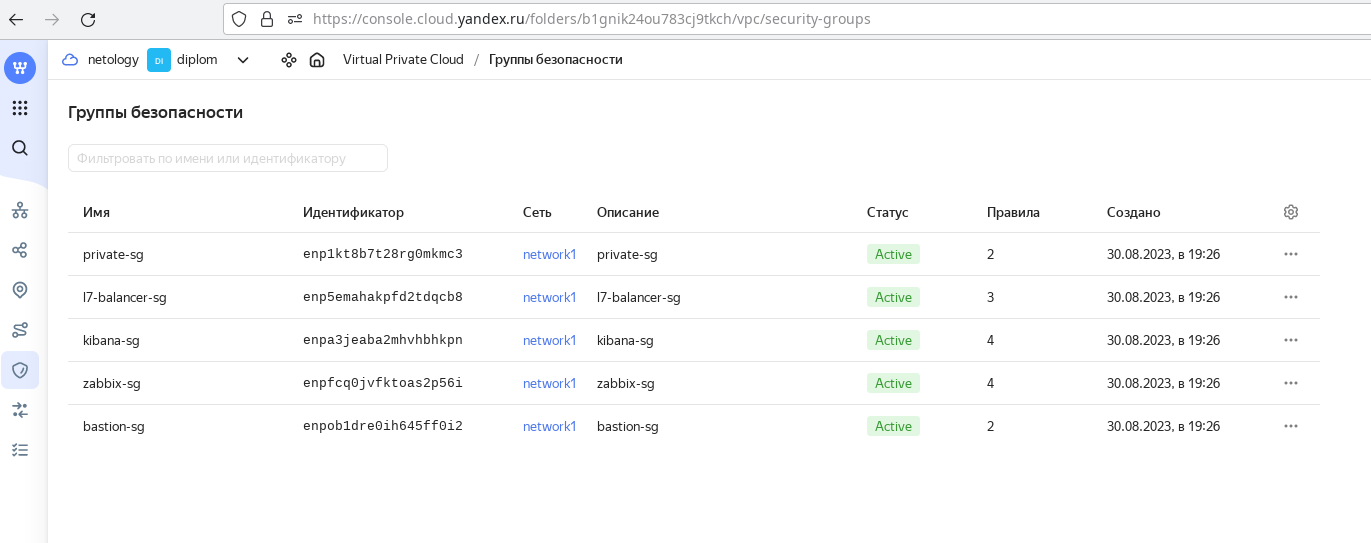 https://console.cloud.yandex.ru/folders/b1gnik24ou783cj9tkch/vpc/security-groups
netology DI diplom Virtual Private Cloud / Группы безопасности
Группы безопасности
Фильтровать по имени или идентификатору
Имя Идентификатор Сеть Описание Статус Правила Создано
private-sg enp1kt8b7t28rg0mkmc3 network1 private-sg Active 2 30.08.2023, в 19:26
l7-balancer-sg enp5emahakpfd2tdqcb8 network1 l7-balancer-sg Active 3 30.08.2023, в 19:26
kibana-sg enpa3jeaba2mhvhbhkpn network1 kibana-sg Active 4 30.08.2023, в 19:26
zabbix-sg enpfcq0jvfktoas2p56i network1 zabbix-sg Active 4 30.08.2023, в 19:26
bastion-sg enpob1dre0ih645ff0i2 network1 bastion-sg Active 2 30.08.2023, в 19:26